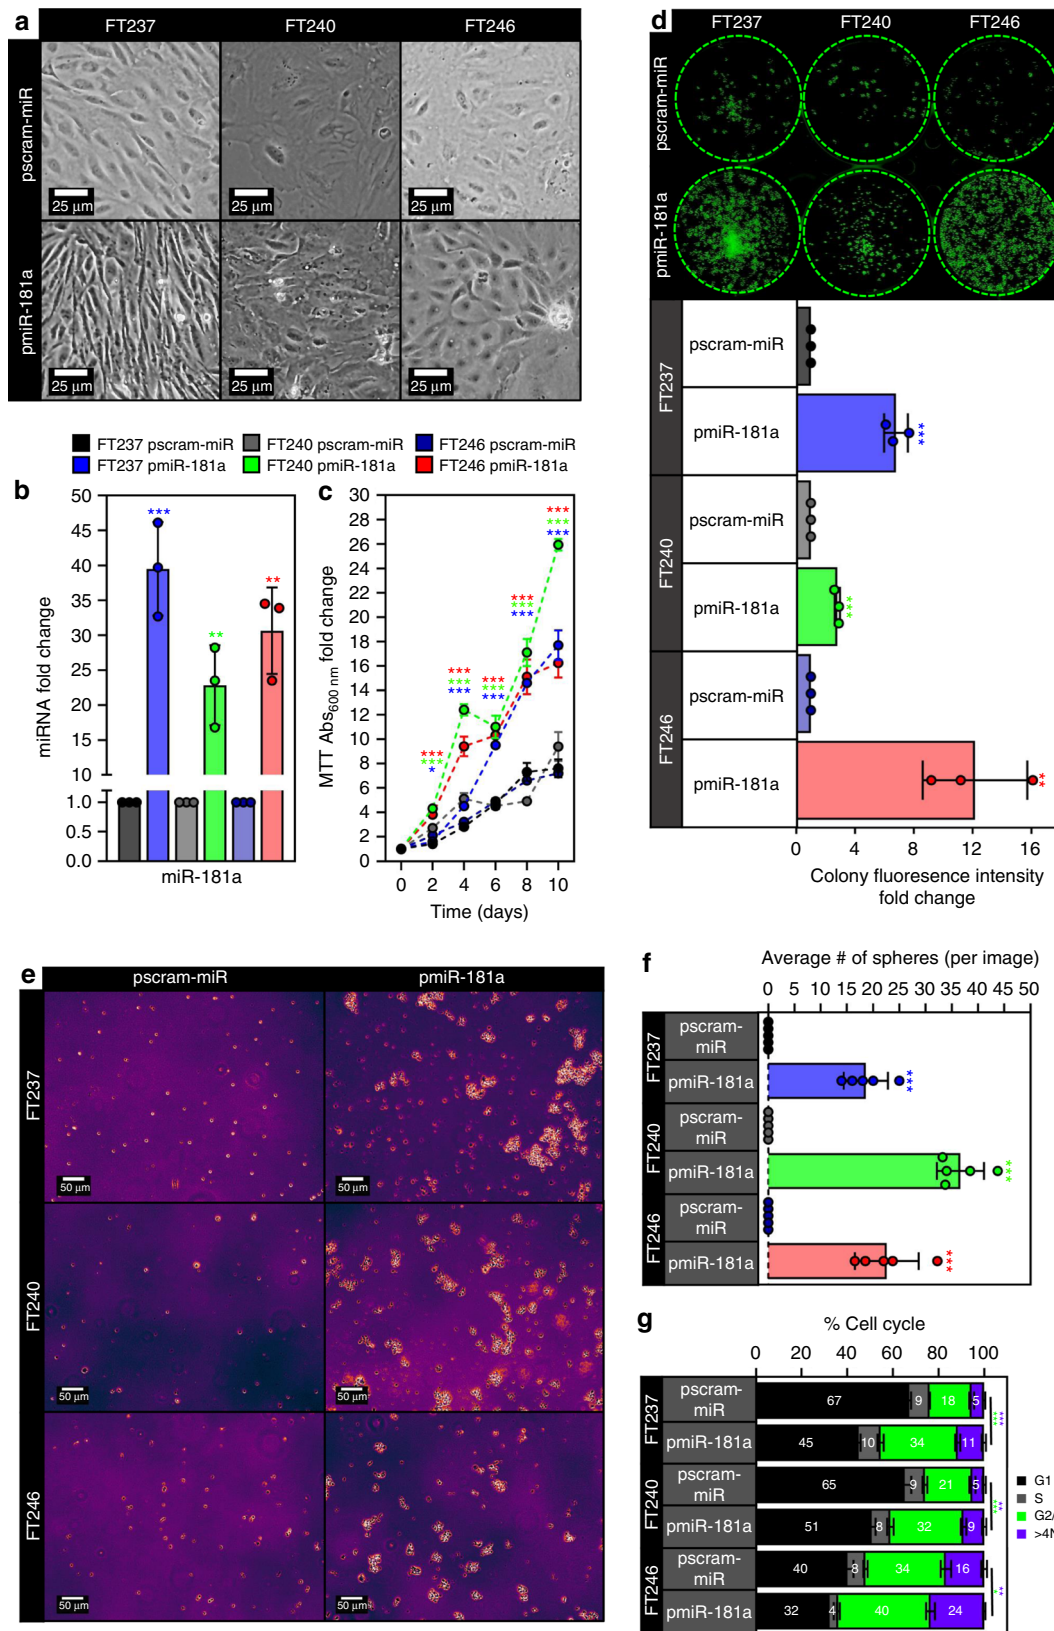 a
FT237 FT240 FT246
pscram-miR
25 µm 25 µm 25 µm
pmiR-181a
25 µm 25 µm 25 µm
FT237 pscram-miR FT240 pscram-miR FT246 pscram-miR
FT237 pmiR-181a FT240 pmiR-181a FT246 pmiR-181a
b
miRNA fold change
50
45
40
35
30
25
20
15
10
1.0
0.5
0.0
*** ** **
miR-181a
c
MTT Abs600 nm fold change
30
28
26
24
22
20
18
16
14
12
10
8
6
4
2
0
***
***
*
***
***
***
***
***
***
***
***
***
***
***
***
0 2 4 6 8 10
Time (days)
d
FT237 FT240 FT246
pscram-miR
pmiR-181a
FT237
pscram-miR
pmiR-181a ***
FT240
pscram-miR
pmiR-181a ***
FT246
pscram-miR
pmiR-181a **
0 4 8 12 16
Colony fluoresence intensity
fold change
e
pscram-miR pmiR-181a
FT237
50 µm 50 µm
FT240
50 µm 50 µm
FT246
50 µm 50 µm
f
Average # of spheres (per image)
0 5 10 15 20 25 30 35 40 45 50
FT237
pscram-
miR
pmiR-181a ***
FT240
pscram-
miR
pmiR-181a ***
FT246
pscram-
miR
pmiR-181a ***
g
% Cell cycle
0 20 40 60 80 100
FT237
pscram-
miR
67 9 18 5
pmiR-181a 45 10 34 11
FT240
pscram-
miR
65 9 21 5
pmiR-181a 51 8 32 9
FT246
pscram-
miR
40 8 34 16
pmiR-181a 32 4 40 24
G1
S
G2/
>4N